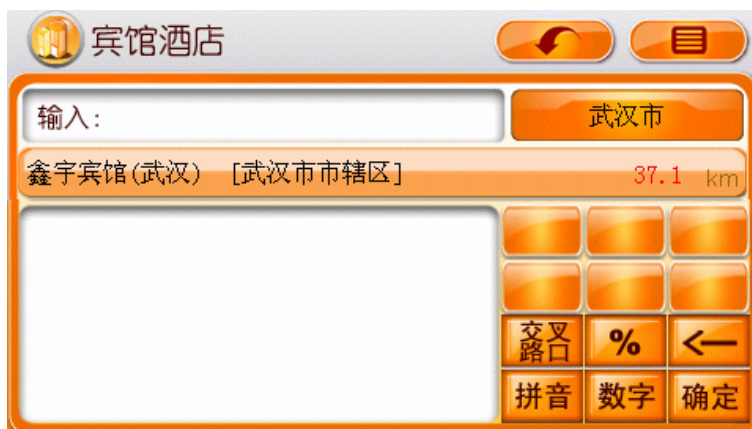 宾馆酒店
输入:
武汉市
鑫宇宾馆(武汉) [武汉市市辖区] 37.1 km
交叉路口 % ←
拼音 数字 确定